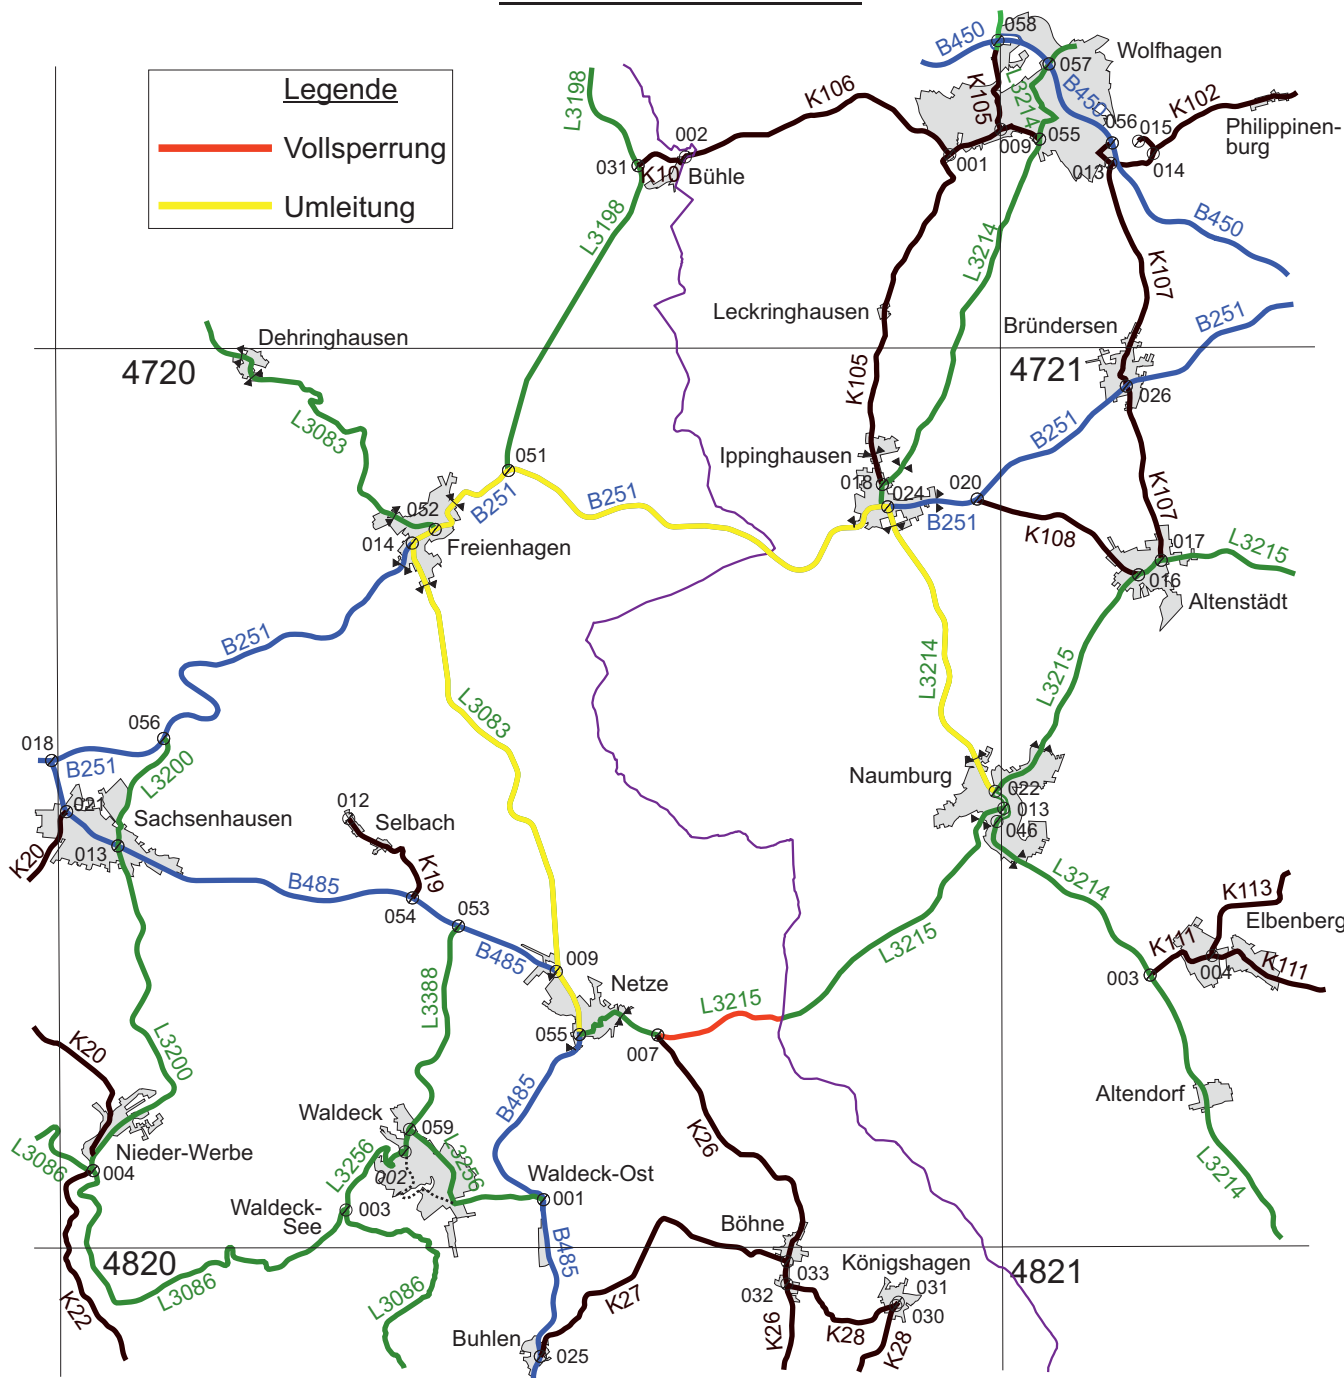 058
B450
Wolfhagen
057
Legende
Vollsperrung
Umleitung
L3198
K106
K105
L3214
B450
K102
002
056
015
Philippinen-
burg
031
K10
Bühle
001
009
055
013
014
L3198
L3214
B450
K107
Leckringhausen
Bründersen
B251
Dehringhausen
4720
4721
K105
026
L3083
B251
051
Ippinghausen
018
024
020
B251
B251
052
B251
K107
014
Freienhagen
K108
017
L3215
016
Altenstädt
B251
L3214
L3215
L3083
056
018
B251
L3200
Naumburg
022
013
046
021
Sachsenhausen
012
Selbach
013
K20
K19
B485
054
053
L3214
K113
Elbenberg
B485
009
L3215
K111
004
K111
003
Netze
L3388
L3215
055
007
K20
L3200
B485
Altendorf
Waldeck
059
K26
L3086
Nieder-Werbe
004
L3256
002
L3256
Waldeck-Ost
001
L3214
Waldeck-
See
003
Böhne
B485
4820
033
Königshagen
4821
L3086
L3086
032
031
030
K22
K27
K26
K28
K28
Buhlen
025